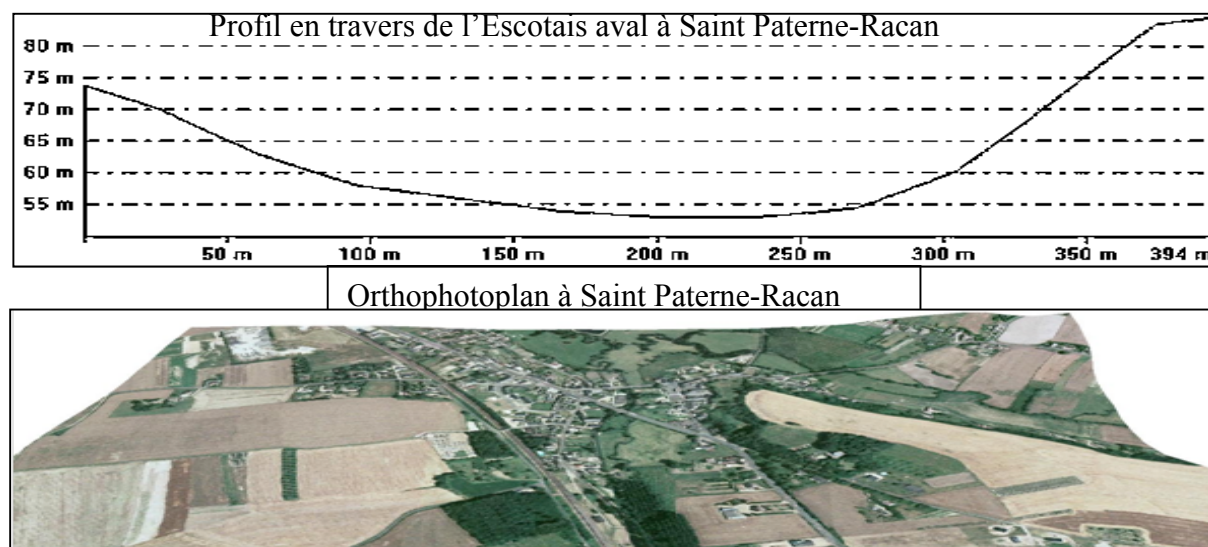 Profil en travers de l’Escotais aval à Saint Paterne-Racan
80 m
75 m
70 m
65 m
60 m
55 m
50 m 100 m 150 m 200 m 250 m 300 m 350 m 394 m
Orthophotoplan à Saint Paterne-Racan